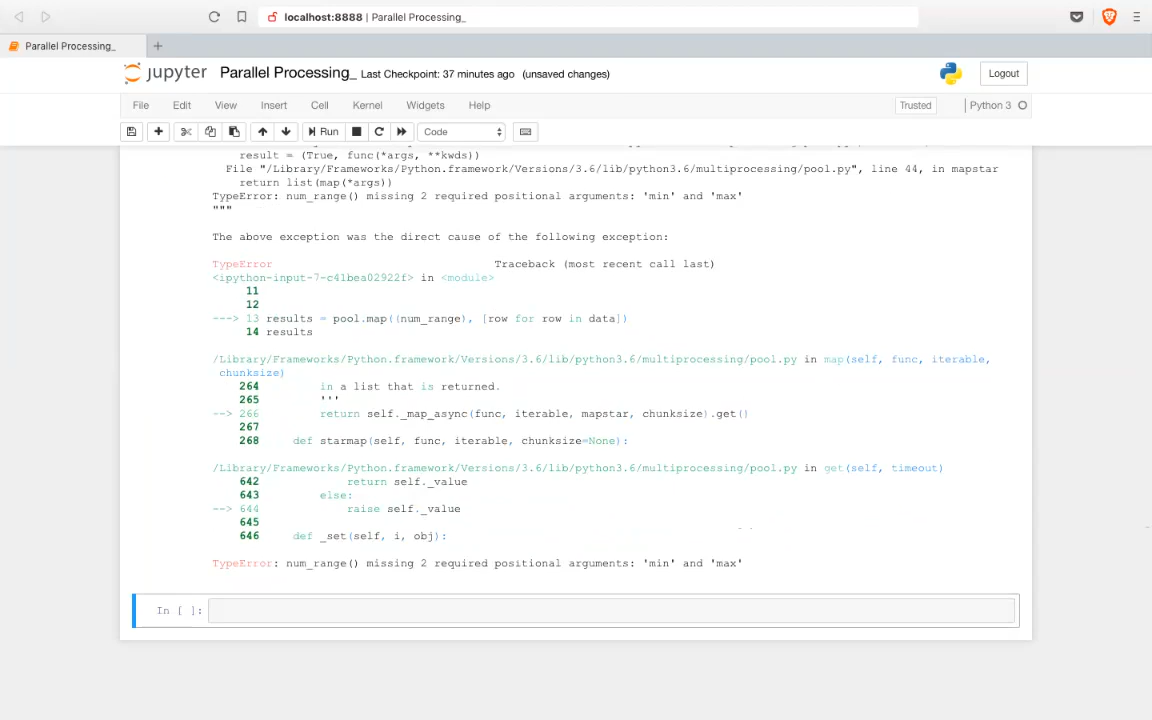 localhost:8888 | Parallel Processing_
Parallel Processing_
jupyter Parallel Processing_ Last Checkpoint: 37 minutes ago (unsaved changes)
Logout
File Edit View Insert Cell Kernel Widgets Help
Trusted Python 3
Run Code
result = (True, func(*args, **kwds))
File "/Library/Frameworks/Python.framework/Versions/3.6/lib/python3.6/multiprocessing/pool.py", line 44, in mapstar
return list(map(*args))
TypeError: num_range() missing 2 required positional arguments: 'min' and 'max'
"""
The above exception was the direct cause of the following exception:
TypeError Traceback (most recent call last)
<ipython-input-7-c41bea02922f> in <module>
11
12
---> 13 results = pool.map((num_range), [row for row in data])
14 results
/Library/Frameworks/Python.framework/Versions/3.6/lib/python3.6/multiprocessing/pool.py in map(self, func, iterable,
chunksize)
264 in a list that is returned.
265 '''
--> 266 return self._map_async(func, iterable, mapstar, chunksize).get()
267
268 def starmap(self, func, iterable, chunksize=None):
/Library/Frameworks/Python.framework/Versions/3.6/lib/python3.6/multiprocessing/pool.py in get(self, timeout)
642 return self._value
643 else:
--> 644 raise self._value
645
646 def _set(self, i, obj):
TypeError: num_range() missing 2 required positional arguments: 'min' and 'max'
In [ ]: